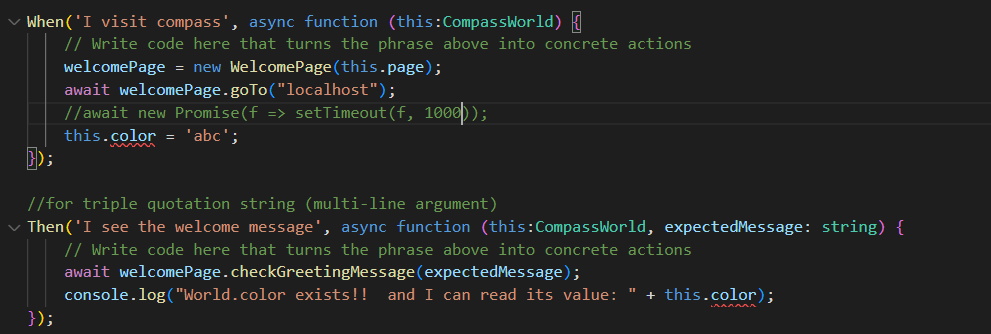 When('I visit compass', async function (this:CompassWorld) {
    // Write code here that turns the phrase above into concrete actions
    welcomePage = new WelcomePage(this.page);
    await welcomePage.goTo("localhost");
    //await new Promise(f => setTimeout(f, 1000));
    this.color = 'abc';
});

//for triple quotation string (multi-line argument)
Then('I see the welcome message', async function (this:CompassWorld, expectedMessage: string) {
    // Write code here that turns the phrase above into concrete actions
    await welcomePage.checkGreetingMessage(expectedMessage);
    console.log("World.color exists!!  and I can read its value: " + this.color);
});